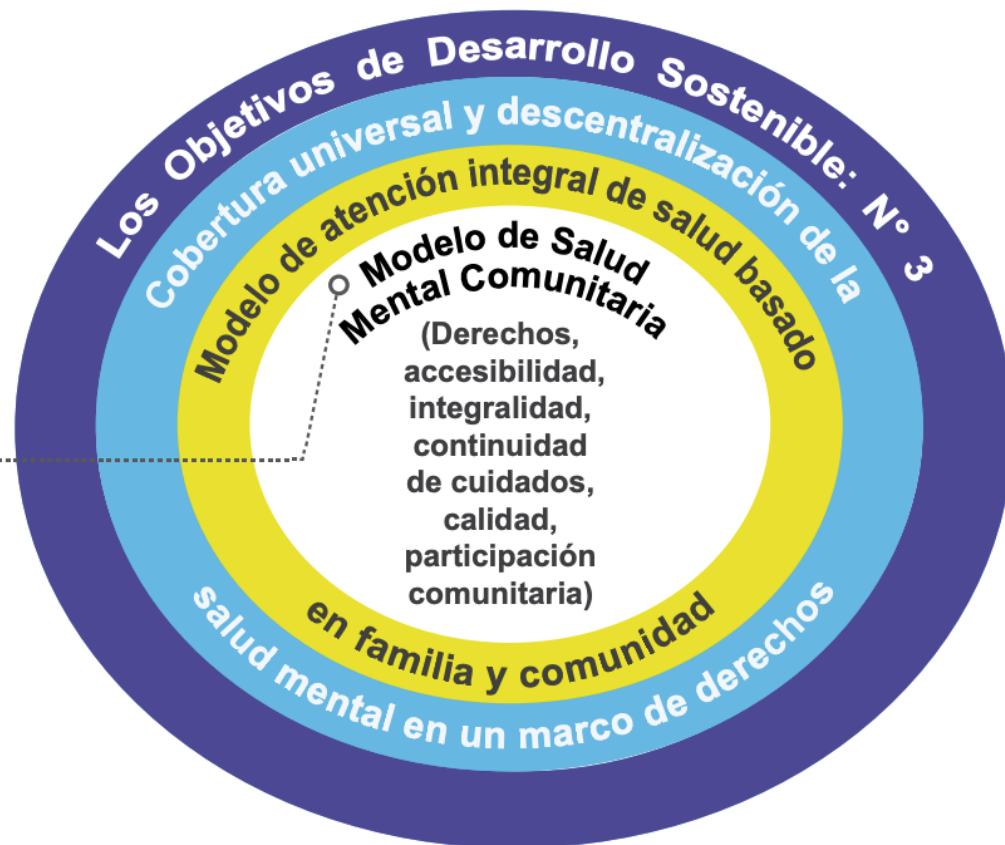 Los Objetivos de Desarrollo Sostenible: N° 3
Cobertura universal y descentralización de la
salud mental en un marco de derechos
Modelo de atención integral de salud basado
en familia y comunidad
Modelo de Salud
Mental Comunitaria
(Derechos,
accesibilidad,
integralidad,
continuidad
de cuidados,
calidad,
participación
comunitaria)